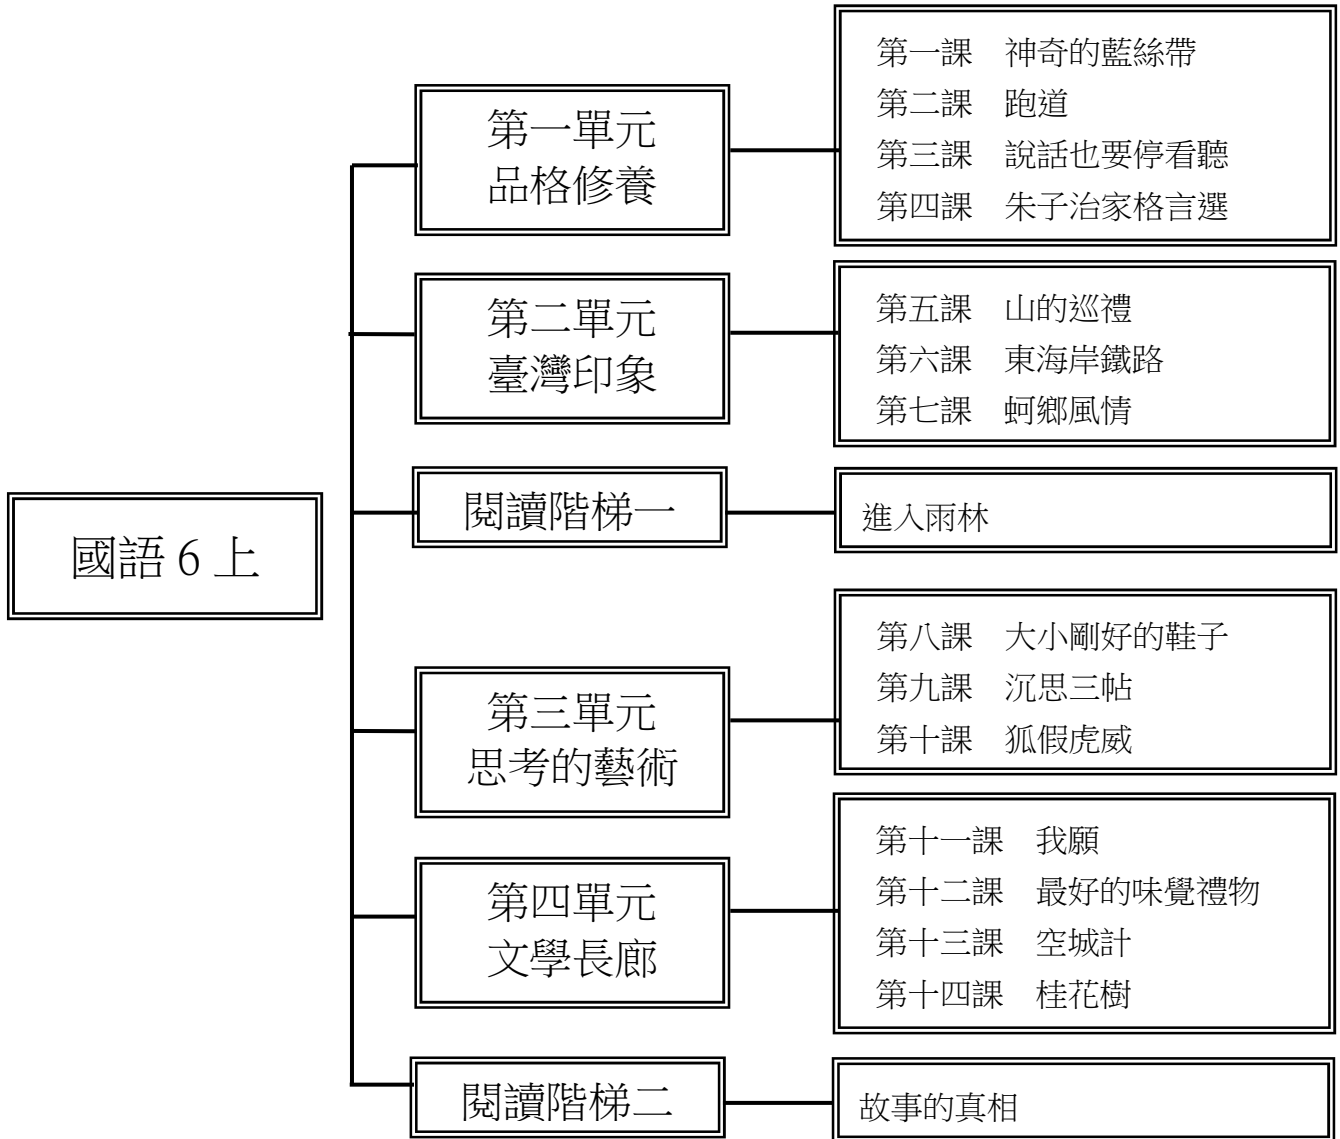 國語 6 上
第一單元
品格修養
第一課　神奇的藍絲帶
第二課　跑道
第三課　說話也要停看聽
第四課　朱子治家格言選
第二單元
臺灣印象
第五課　山的巡禮
第六課　東海岸鐵路
第七課　蚵鄉風情
閱讀階梯一
進入雨林
第三單元
思考的藝術
第八課　大小剛好的鞋子
第九課　沉思三帖
第十課　狐假虎威
第四單元
文學長廊
第十一課　我願
第十二課　最好的味覺禮物
第十三課　空城計
第十四課　桂花樹
閱讀階梯二
故事的真相